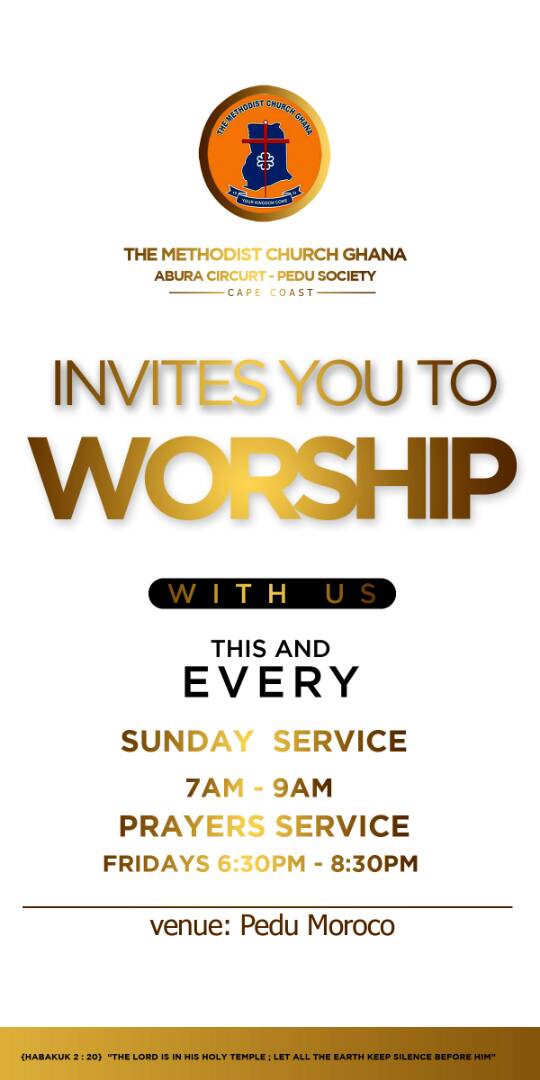 THE METHODIST CHURCH GHANA
YOUR KINGDOM COME
THE METHODIST CHURCH GHANA
ABURA CIRCURT - PEDU SOCIETY
CAPE COAST
INVITES YOU TO
WORSHIP
WITH US
THIS AND
EVERY
SUNDAY SERVICE
7AM - 9AM
PRAYERS SERVICE
FRIDAYS 6:30PM - 8:30PM
venue: Pedu Moroco
{HABAKUK 2 : 20} "THE LORD IS IN HIS HOLY TEMPLE ; LET ALL THE EARTH KEEP SILENCE BEFORE HIM"